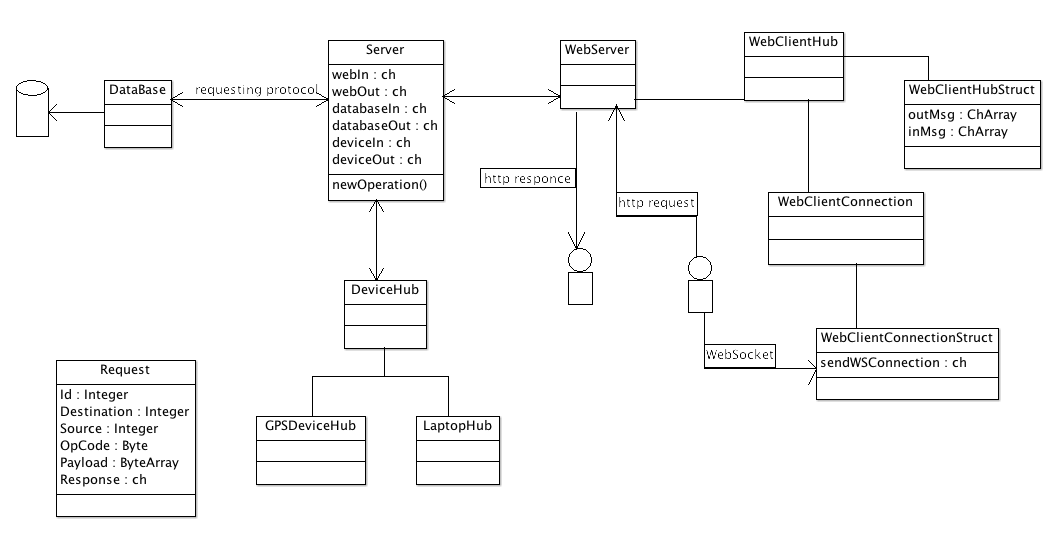 Server
webIn : ch
webOut : ch
databaseIn : ch
databaseOut : ch
deviceIn : ch
deviceOut : ch
newOperation()
WebServer
WebClientHub
DataBase
requesting protocol
WebClientHubStruct
outMsg : ChArray
inMsg : ChArray
http responce
http request
WebClientConnection
DeviceHub
WebClientConnectionStruct
sendWSConnection : ch
WebSocket
Request
Id : Integer
Destination : Integer
Source : Integer
OpCode : Byte
Payload : ByteArray
Response : ch
GPSDeviceHub
LaptopHub